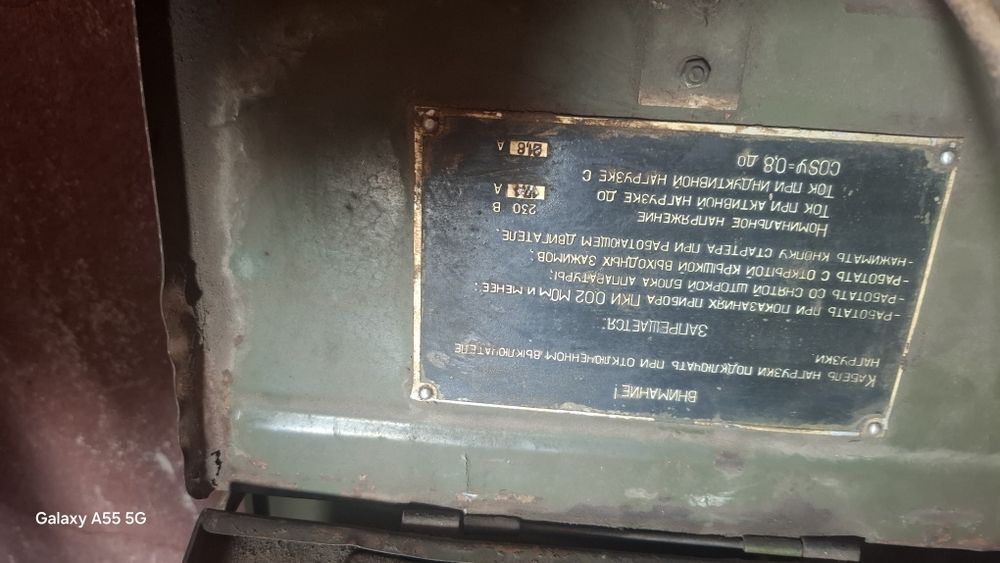 ВНИМАНИЕ!
КАБЕЛЬ НАГРУЗКИ ПОДКЛЮЧАТЬ ПРИ ОТКЛЮЧЕННОМ ВЫКЛЮЧАТЕЛЕ
НАГРУЗКИ.
ЗАПРЕЩАЕТСЯ:
-РАБОТАТЬ ПРИ ПОКАЗАНИЯХ ПРИБОРА ПКИ 0,02 МОМ И МЕНЕЕ;
-РАБОТАТЬ СО СНЯТОЙ ШТОРКОЙ БЛОКА АППАРАТУРЫ;
-РАБОТАТЬ С ОТКРЫТОЙ КРЫШКОЙ ВЫХОДНЫХ ЗАЖИМОВ;
-НАЖИМАТЬ КНОПКУ СТАРТЕРА ПРИ РАБОТАЮЩЕМ ДВИГАТЕЛЕ.
НОМИНАЛЬНОЕ НАПРЯЖЕНИЕ 230 В
ТОК ПРИ АКТИВНОЙ НАГРУЗКЕ ДО А
ТОК ПРИ ИНДУКТИВНОЙ НАГРУЗКЕ С
COSφ=0,8 ДО 21,8 А
Galaxy A55 5G